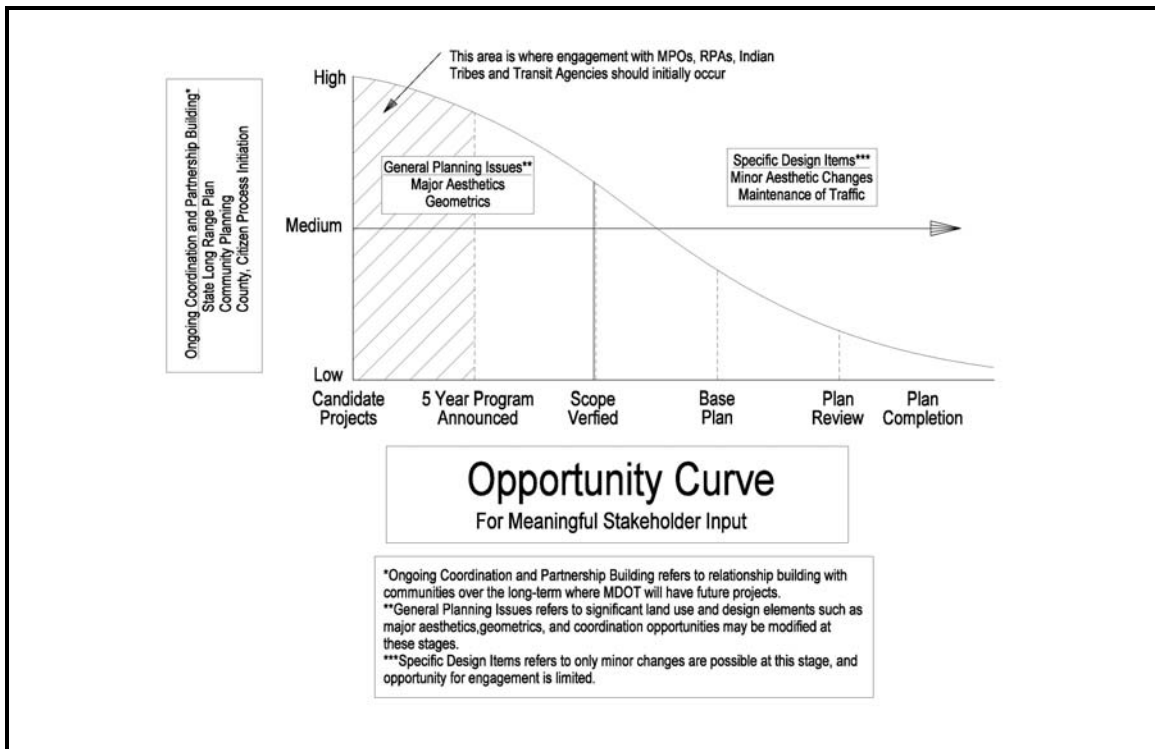 This area is where engagement with MPOs, RPAs, Indian
Tribes and Transit Agencies should initially occur
High
Medium
Low
Ongoing Coordination and Partnership Building*
State Long Range Plan
Community Planning
County, Citizen Process Initiation
General Planning Issues**
Major Aesthetics
Geometrics
Specific Design Items***
Minor Aesthetic Changes
Maintenance of Traffic
Candidate
Projects
5 Year Program
Announced
Scope
Verfied
Base
Plan
Plan
Review
Plan
Completion
Opportunity Curve
For Meaningful Stakeholder Input
*Ongoing Coordination and Partnership Building refers to relationship building with
communities over the long-term where MDOT will have future projects.
**General Planning Issues refers to significant land use and design elements such as
major aesthetics,geometrics, and coordination opportunities may be modified at
these stages.
***Specific Design Items refers to only minor changes are possible at this stage, and
opportunity for engagement is limited.